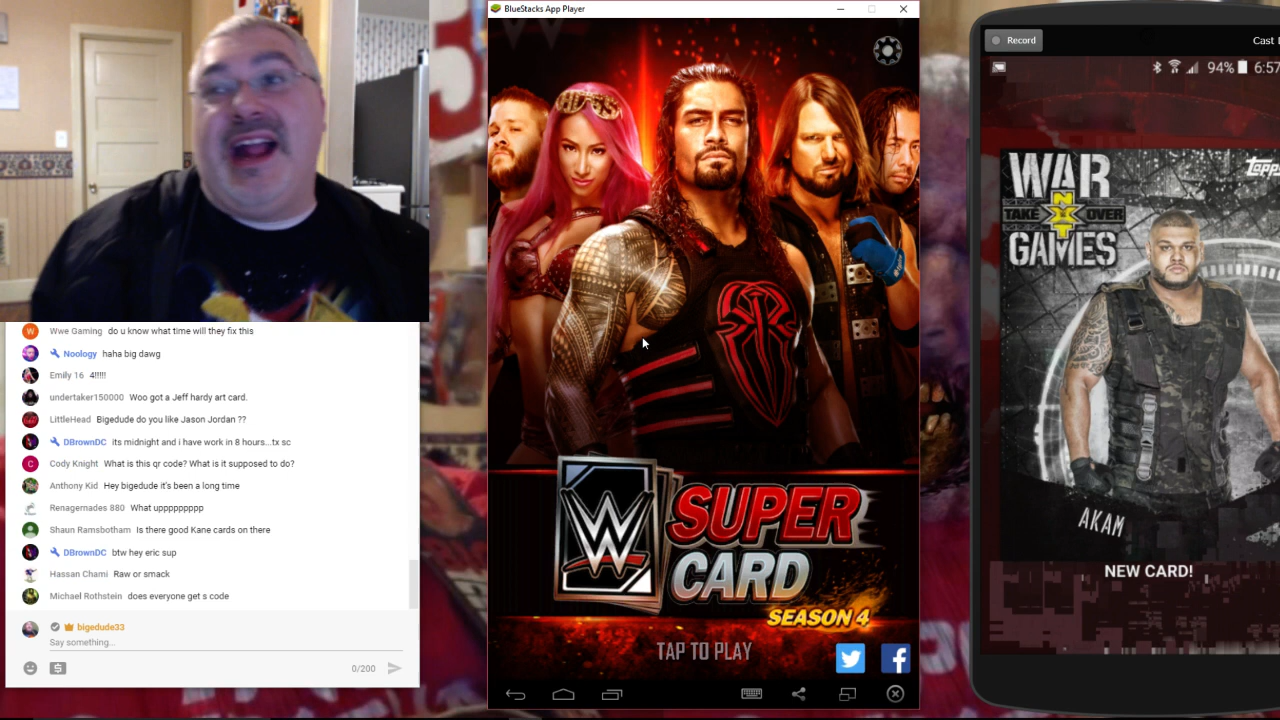 BlueStacks App Player
Record
Cast
94%
6:57
WAR
NXT
TAKE OVER
GAMES
Topps
AKAM
NEW CARD!
W
SUPER
CARD
SEASON 4
TAP TO PLAY
W Wwe Gaming do u know what time will they fix this
Noology haha big dawg
Emily 16 4!!!!!
undertaker150000 Woo got a Jeff hardy art card.
LittleHead Bigedude do you like Jason Jordan ??
DBrownDC its midnight and i have work in 8 hours...tx sc
C Cody Knight What is this qr code? What is it supposed to do?
Anthony Kid Hey bigedude it's been a long time
Renagernades 880 What upppppppp
Shaun Ramsbotham Is there good Kane cards on there
DBrownDC btw hey eric sup
Hassan Chami Raw or smack
Michael Rothstein does everyone get s code
bigedude33
Say something...
0/200